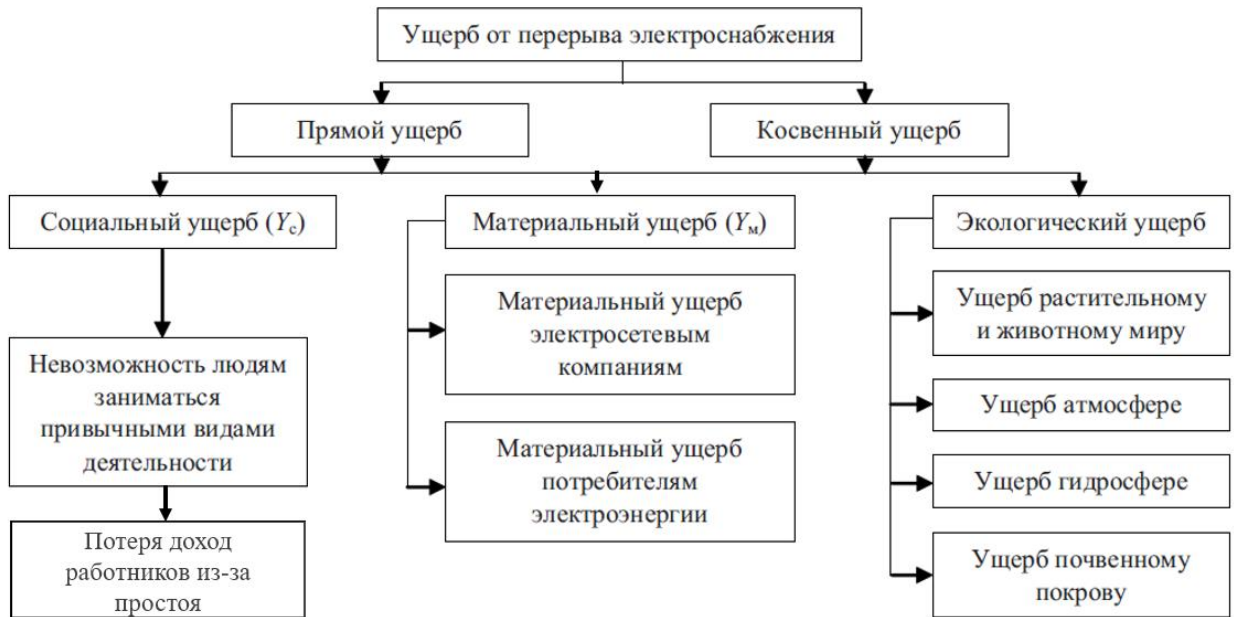 Ущерб от перерыва электроснабжения
Прямой ущерб
Косвенный ущерб
Социальный ущерб (Yс)
Материальный ущерб (Yм)
Экологический ущерб
Невозможность людям
заниматься
привычными видами
деятельности
Потеря доход
работников из-за
простоя
Материальный ущерб
электросетевым
компаниям
Материальный ущерб
потребителям
электроэнергии
Ущерб растительному
и животному миру
Ущерб атмосфере
Ущерб гидросфере
Ущерб почвенному
покрову